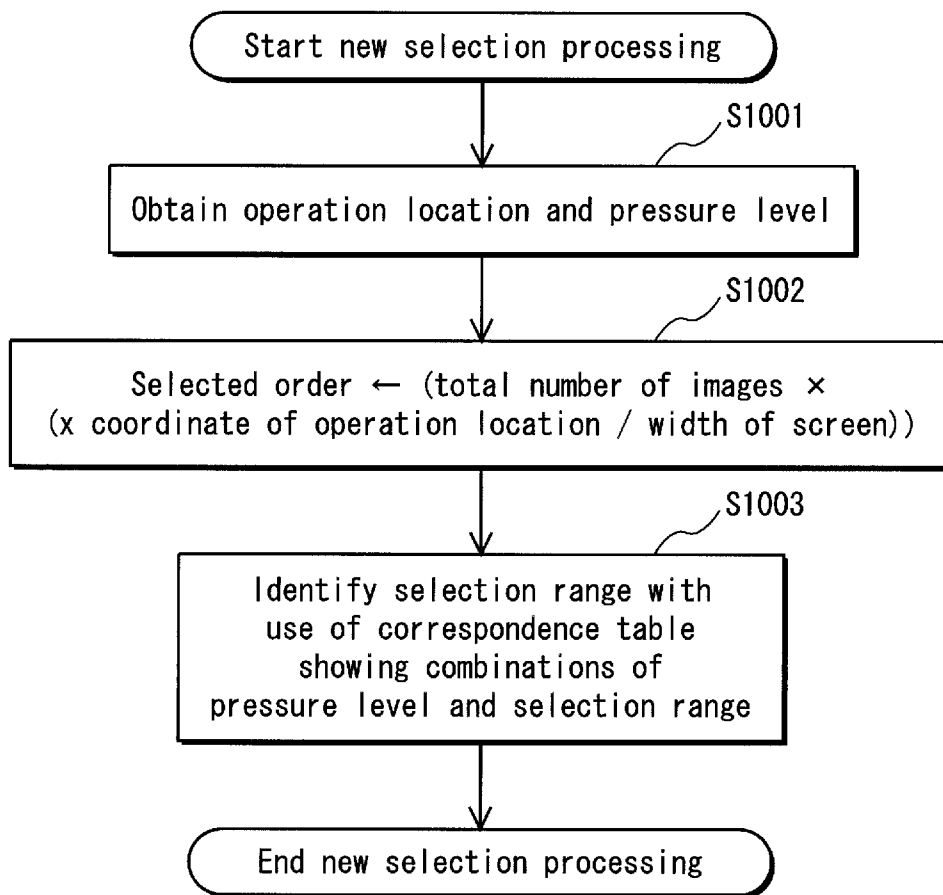 Start new selection processing
S1001
Obtain operation location and pressure level
S1002
Selected order ← (total number of images ×
(x coordinate of operation location / width of screen))
S1003
Identify selection range with
use of correspondence table
showing combinations of
pressure level and selection range
End new selection processing